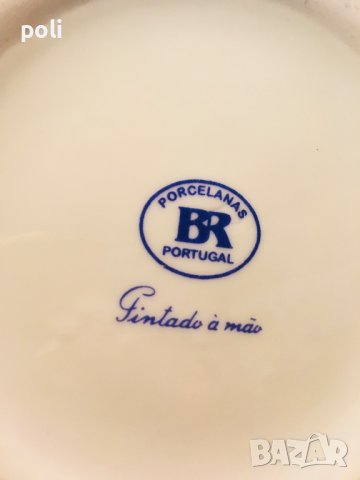 poli
PORCELANAS
BR
PORTUGAL
Pintado à mão
BAZAR